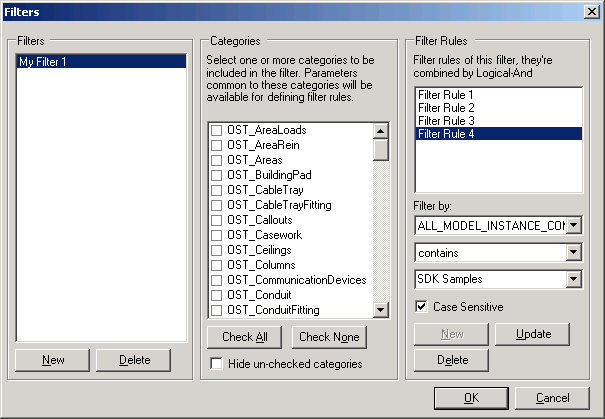 Filters
Filters
My Filter 1
New
Delete
Categories
Select one or more categories to be
included in the filter. Parameters
common to these categories will be
available for defining filter rules.
OST_AreaLoads
OST_AreaRein
OST_Areas
OST_BuildingPad
OST_CableTray
OST_CableTrayFitting
OST_Callouts
OST_Casework
OST_Ceilings
OST_Columns
OST_CommunicationDevices
OST_Conduit
OST_ConduitFitting
Check All
Check None
Hide un-checked categories
Filter Rules
Filter rules of this filter, they're
combined by Logical-And
Filter Rule 1
Filter Rule 2
Filter Rule 3
Filter Rule 4
Filter by:
ALL_MODEL_INSTANCE_COM
contains
SDK Samples
Case Sensitive
New
Update
Delete
OK
Cancel